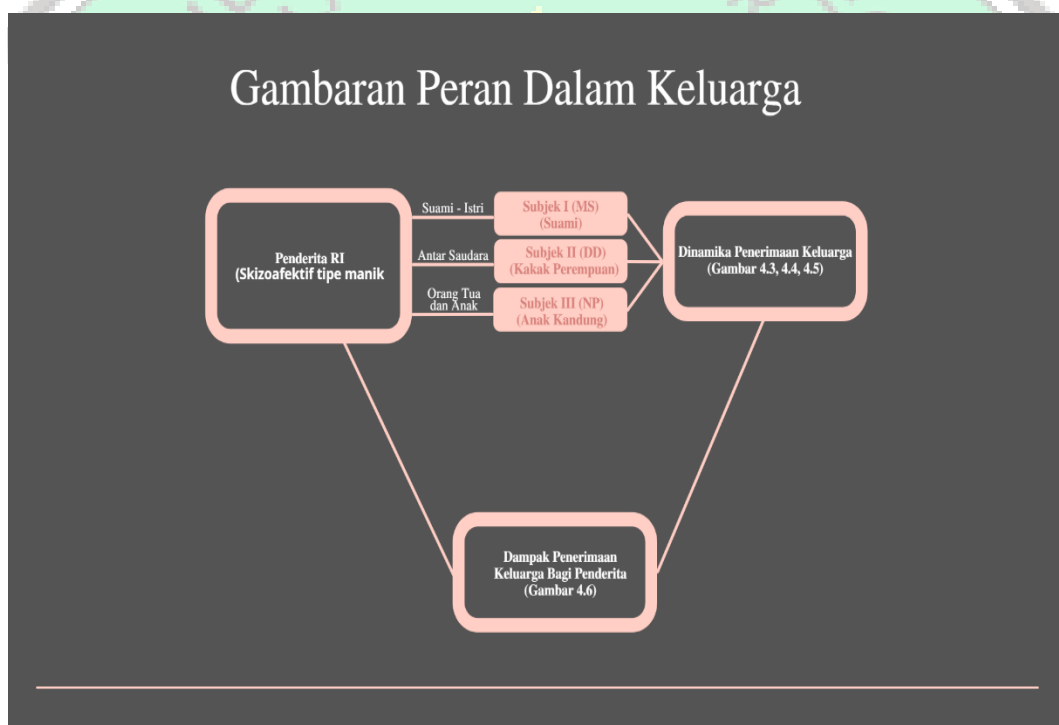 Gambaran Peran Dalam Keluarga
Penderita RI
(Skizoafektif tipe manik
Suami - Istri
Subjek I (MS)
(Suami)
Antar Saudara
Subjek II (DD)
(Kakak Perempuan)
Orang Tua
dan Anak
Subjek III (NP)
(Anak Kandung)
Dinamika Penerimaan Keluarga
(Gambar 4.3, 4.4, 4.5)
Dampak Penerimaan
Keluarga Bagi Penderita
(Gambar 4.6)